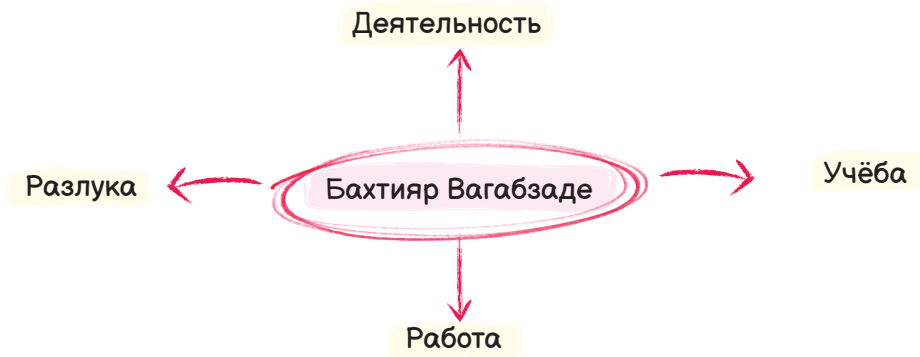 Деятельность
Разлука
Бахтияр Вагабзаде
Учёба
Работа